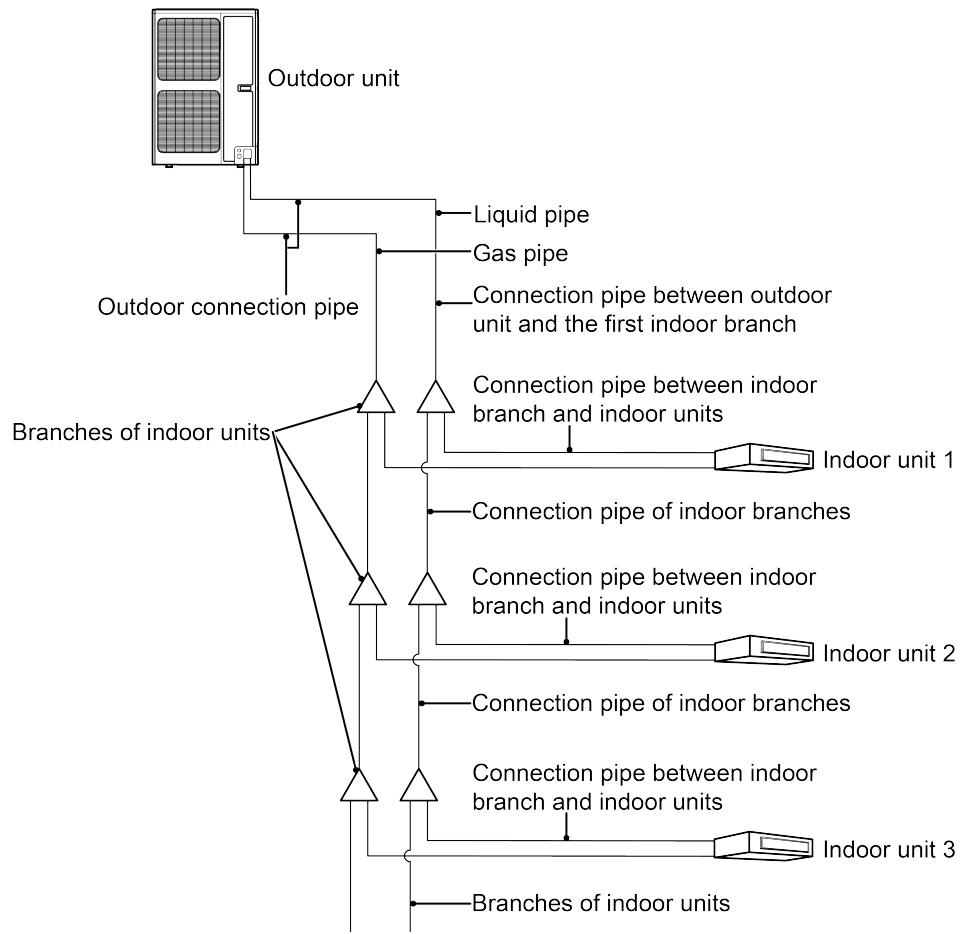 Outdoor unit
Liquid pipe
Gas pipe
Outdoor connection pipe
Connection pipe between outdoor
unit and the first indoor branch
Connection pipe between indoor
branch and indoor units
Branches of indoor units
Indoor unit 1
Connection pipe of indoor branches
Connection pipe between indoor
branch and indoor units
Indoor unit 2
Connection pipe of indoor branches
Connection pipe between indoor
branch and indoor units
Indoor unit 3
Branches of indoor units